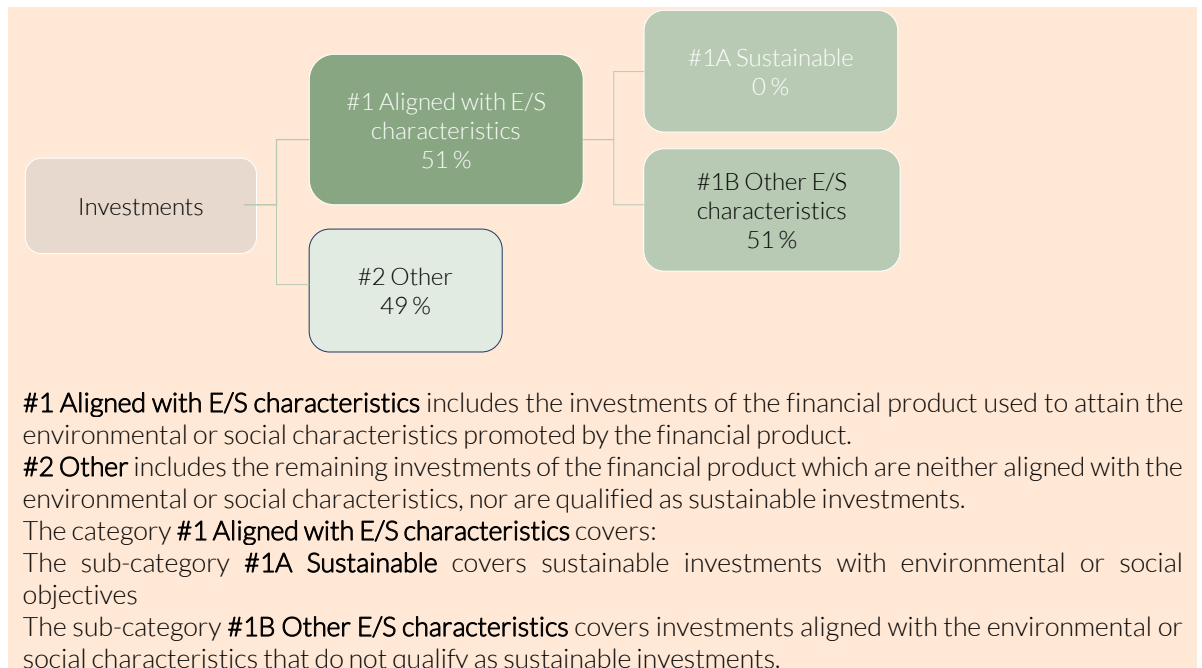 #1A Sustainable
0 %
#1 Aligned with E/S
characteristics
51 %
#1B Other E/S
characteristics
51 %
Investments
#2 Other
49 %
#1 Aligned with E/S characteristics includes the investments of the financial product used to attain the
environmental or social characteristics promoted by the financial product.
#2 Other includes the remaining investments of the financial product which are neither aligned with the
environmental or social characteristics, nor are qualified as sustainable investments.
The category #1 Aligned with E/S characteristics covers:
The sub-category #1A Sustainable covers sustainable investments with environmental or social
objectives
The sub-category #1B Other E/S characteristics covers investments aligned with the environmental or
social characteristics that do not qualify as sustainable investments.